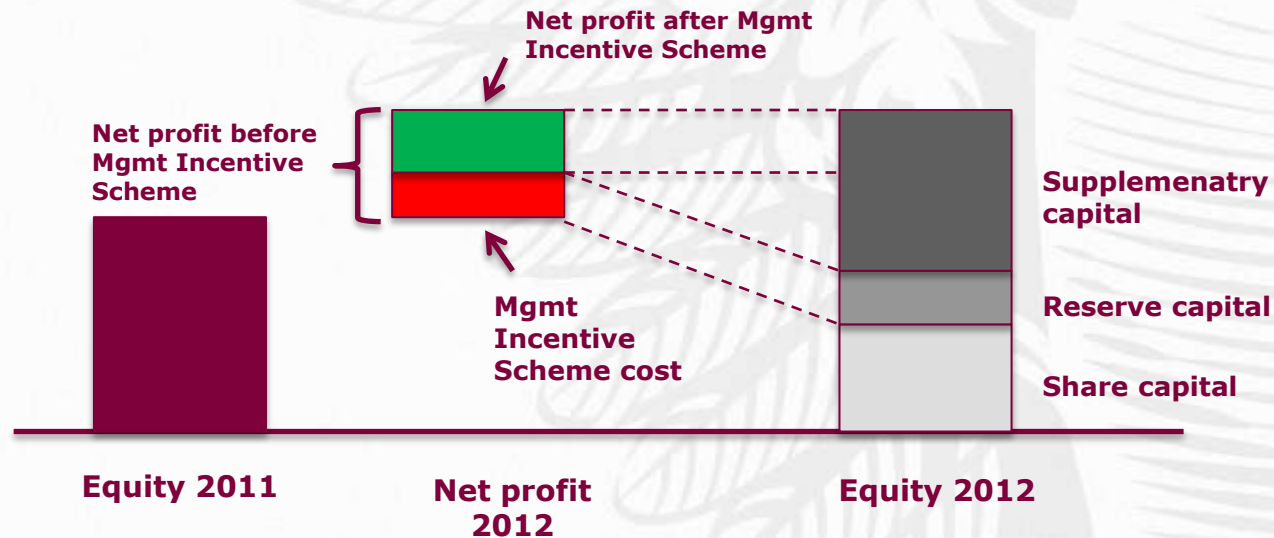 Net profit after Mgmt
Incentive Scheme
Net profit before
Mgmt Incentive
Scheme
Supplemenatry
capital
Mgmt
Incentive
Scheme cost
Reserve capital
Share capital
Equity 2011
Net profit
2012
Equity 2012